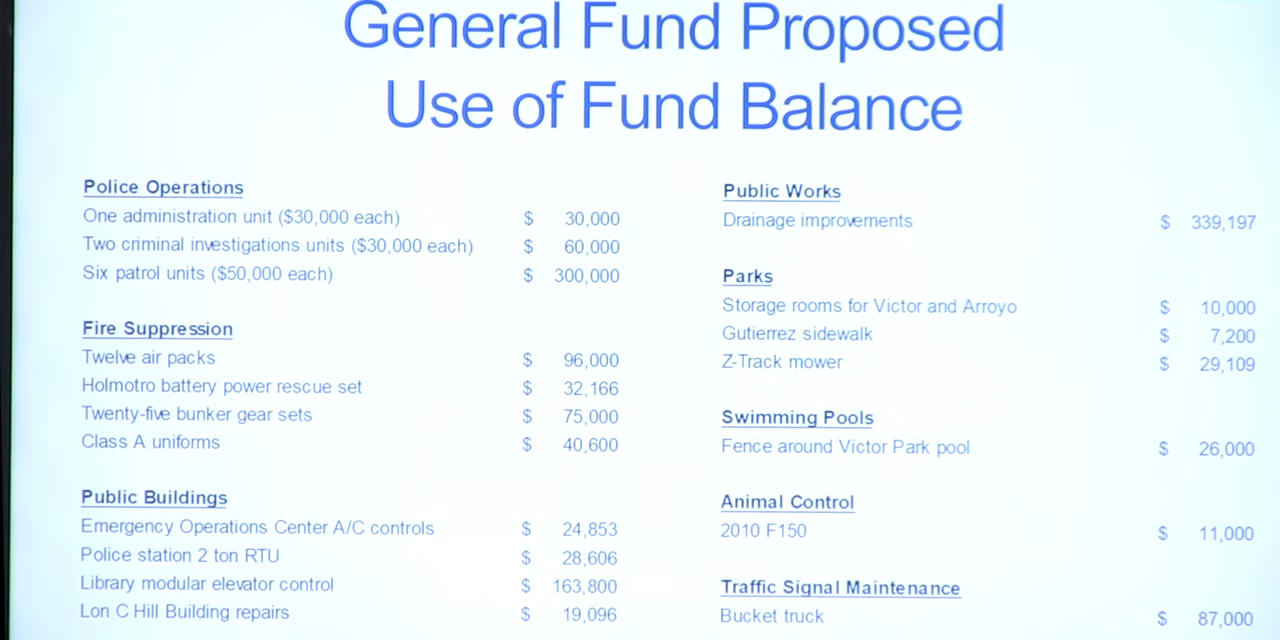 General Fund Proposed
Use of Fund Balance
Police Operations
One administration unit ($30,000 each) $ 30,000
Two criminal investigations units ($30,000 each) $ 60,000
Six patrol units ($50,000 each) $ 300,000
Fire Suppression
Twelve air packs $ 96,000
Holmotro battery power rescue set $ 32,166
Twenty-five bunker gear sets $ 75,000
Class A uniforms $ 40,600
Public Buildings
Emergency Operations Center A/C controls $ 24,853
Police station 2 ton RTU $ 28,606
Library modular elevator control $ 163,800
Lon C Hill Building repairs $ 19,096
Public Works
Drainage improvements $ 339,197
Parks
Storage rooms for Victor and Arroyo $ 10,000
Gutierrez sidewalk $ 7,200
Z-Track mower $ 29,109
Swimming Pools
Fence around Victor Park pool $ 26,000
Animal Control
2010 F150 $ 11,000
Traffic Signal Maintenance
Bucket truck $ 87,000